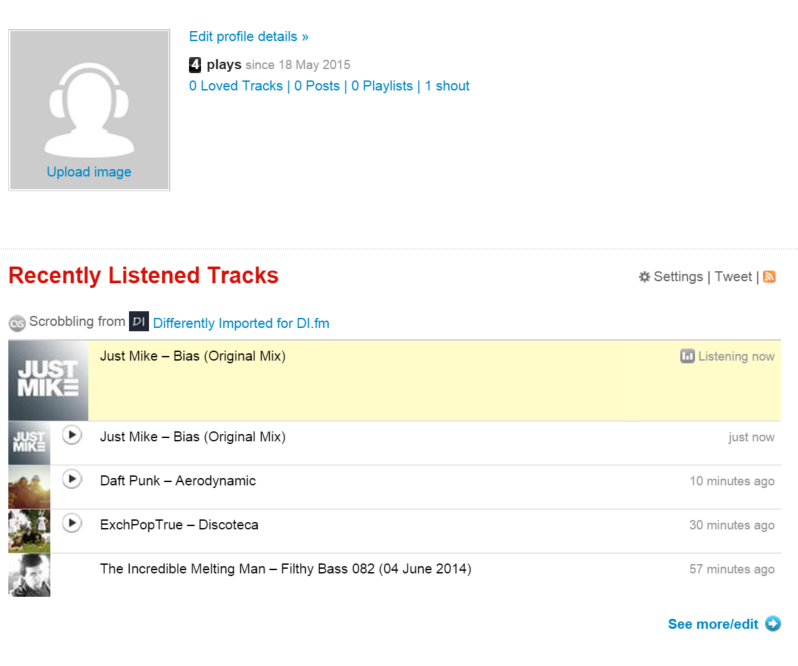 Edit profile details »
4 plays since 18 May 2015
0 Loved Tracks | 0 Posts | 0 Playlists | 1 shout
Upload image
Recently Listened Tracks
Settings | Tweet |
Scrobbling from DI Differently Imported for DI.fm
JUST MIKE
Just Mike – Bias (Original Mix) Listening now
JUST MIKE
Just Mike – Bias (Original Mix) just now
Daft Punk – Aerodynamic 10 minutes ago
ExchPopTrue – Discoteca 30 minutes ago
The Incredible Melting Man – Filthy Bass 082 (04 June 2014) 57 minutes ago
See more/edit